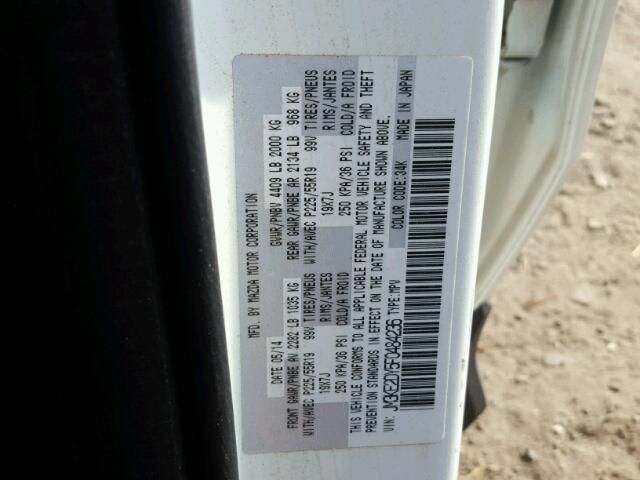 MFD. BY MAZDA MOTOR CORPORATION
DATE 05/14 GVWR/PNBV 4409 LB 2000 KG
FRONT GAWR/PNBE AV 2282 LB 1035 KG REAR GAWR/PNBE AR 2134 LB 968 KG
WITH/AVEC P225/55R19 99V TIRES/PNEUS WITH/AVEC P225/55R19 99V TIRES/PNEUS
19X7J RIMS/JANTES 19X7J RIMS/JANTES
250 KPA/36 PSI COLD/A FROID 250 KPA/36 PSI COLD/A FROID
THIS VEHICLE CONFORMS TO ALL APPLICABLE FEDERAL MOTOR VEHICLE SAFETY AND THEFT
PREVENTION STANDARDS IN EFFECT ON THE DATE OF MANUFACTURE SHOWN ABOVE.
VIN: JM3KE2DY5F0484235 TYPE:MPV COLOR CODE:34K MADE IN JAPAN